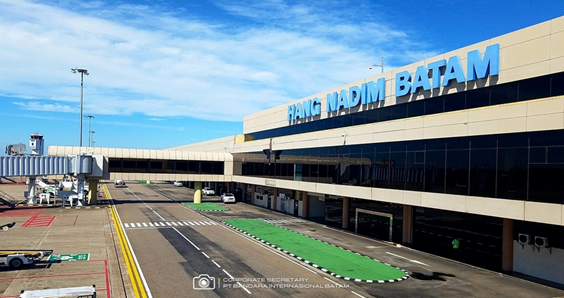 HANG NADIM BATAM
CORPORATE SECRETARY
PT BANDARA INTERNASIONAL BATAM